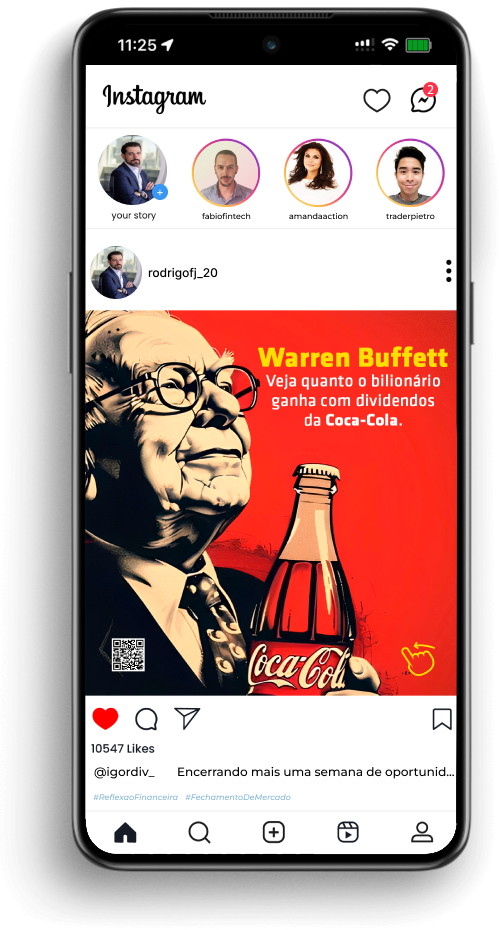 11:25
Instagram
2
your story
fabiofintech
amandaaction
traderpietro
rodrigofj_20
Warren Buffett
Veja quanto o bilionário
ganha com dividendos
da Coca-Cola.
Coca-Cola
10547 Likes
@igordiv_ Encerrando mais uma semana de oportunid...
#ReflexaoFinanceira #FechamentoDeMercado